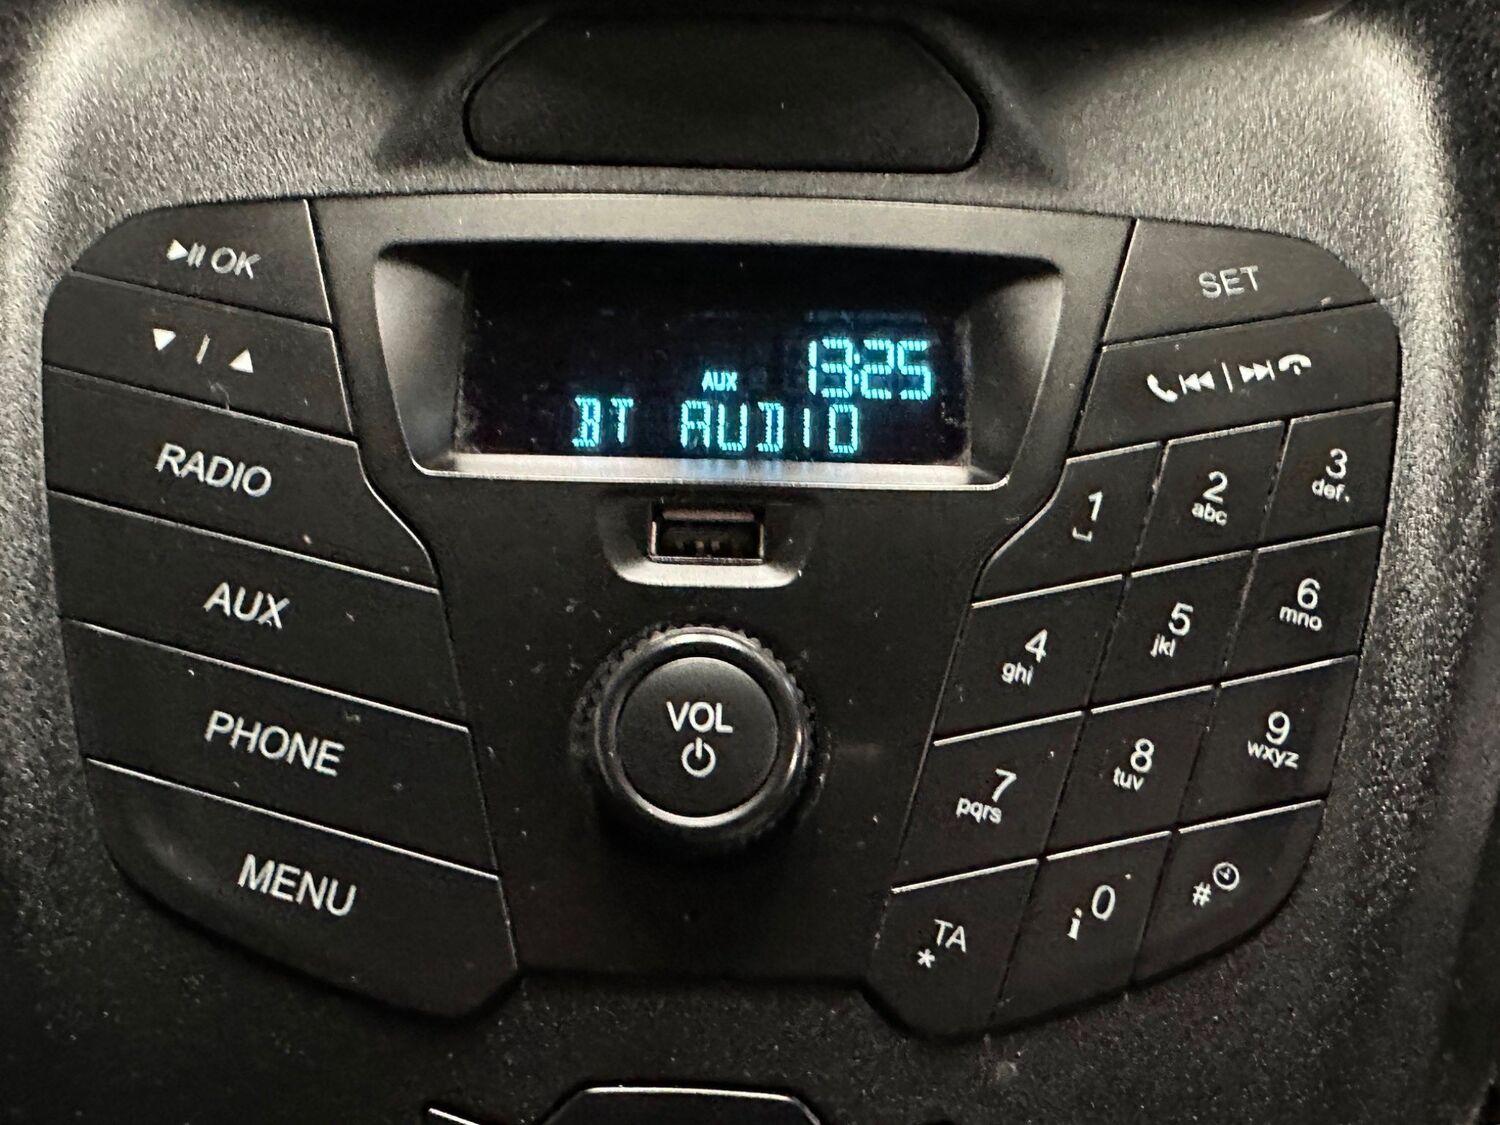 OK
RADIO
AUX
PHONE
MENU
13:25
AUX
BT AUDIO
VOL
SET
1
2
abc
3
def.
4
ghi
5
jkl
6
mno
7
pqrs
8
tuv
9
wxyz
TA
*
i 0
#